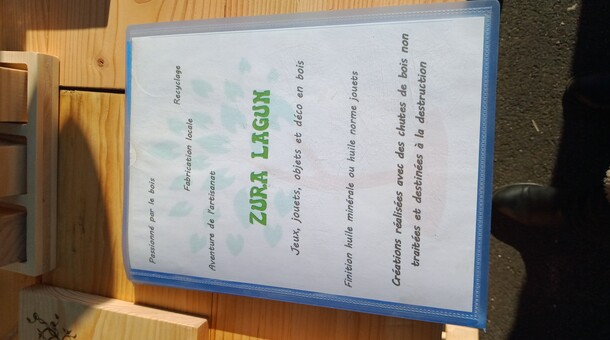 Passionné par le bois
Fabrication locale
Recyclage
Aventure de l'artisanat
ZURA LAGUN
Jeux, jouets, objets et déco en bois
Finition huile minérale ou huile norme jouets
Créations réalisées avec des chutes de bois non
traitées et destinées à la destruction